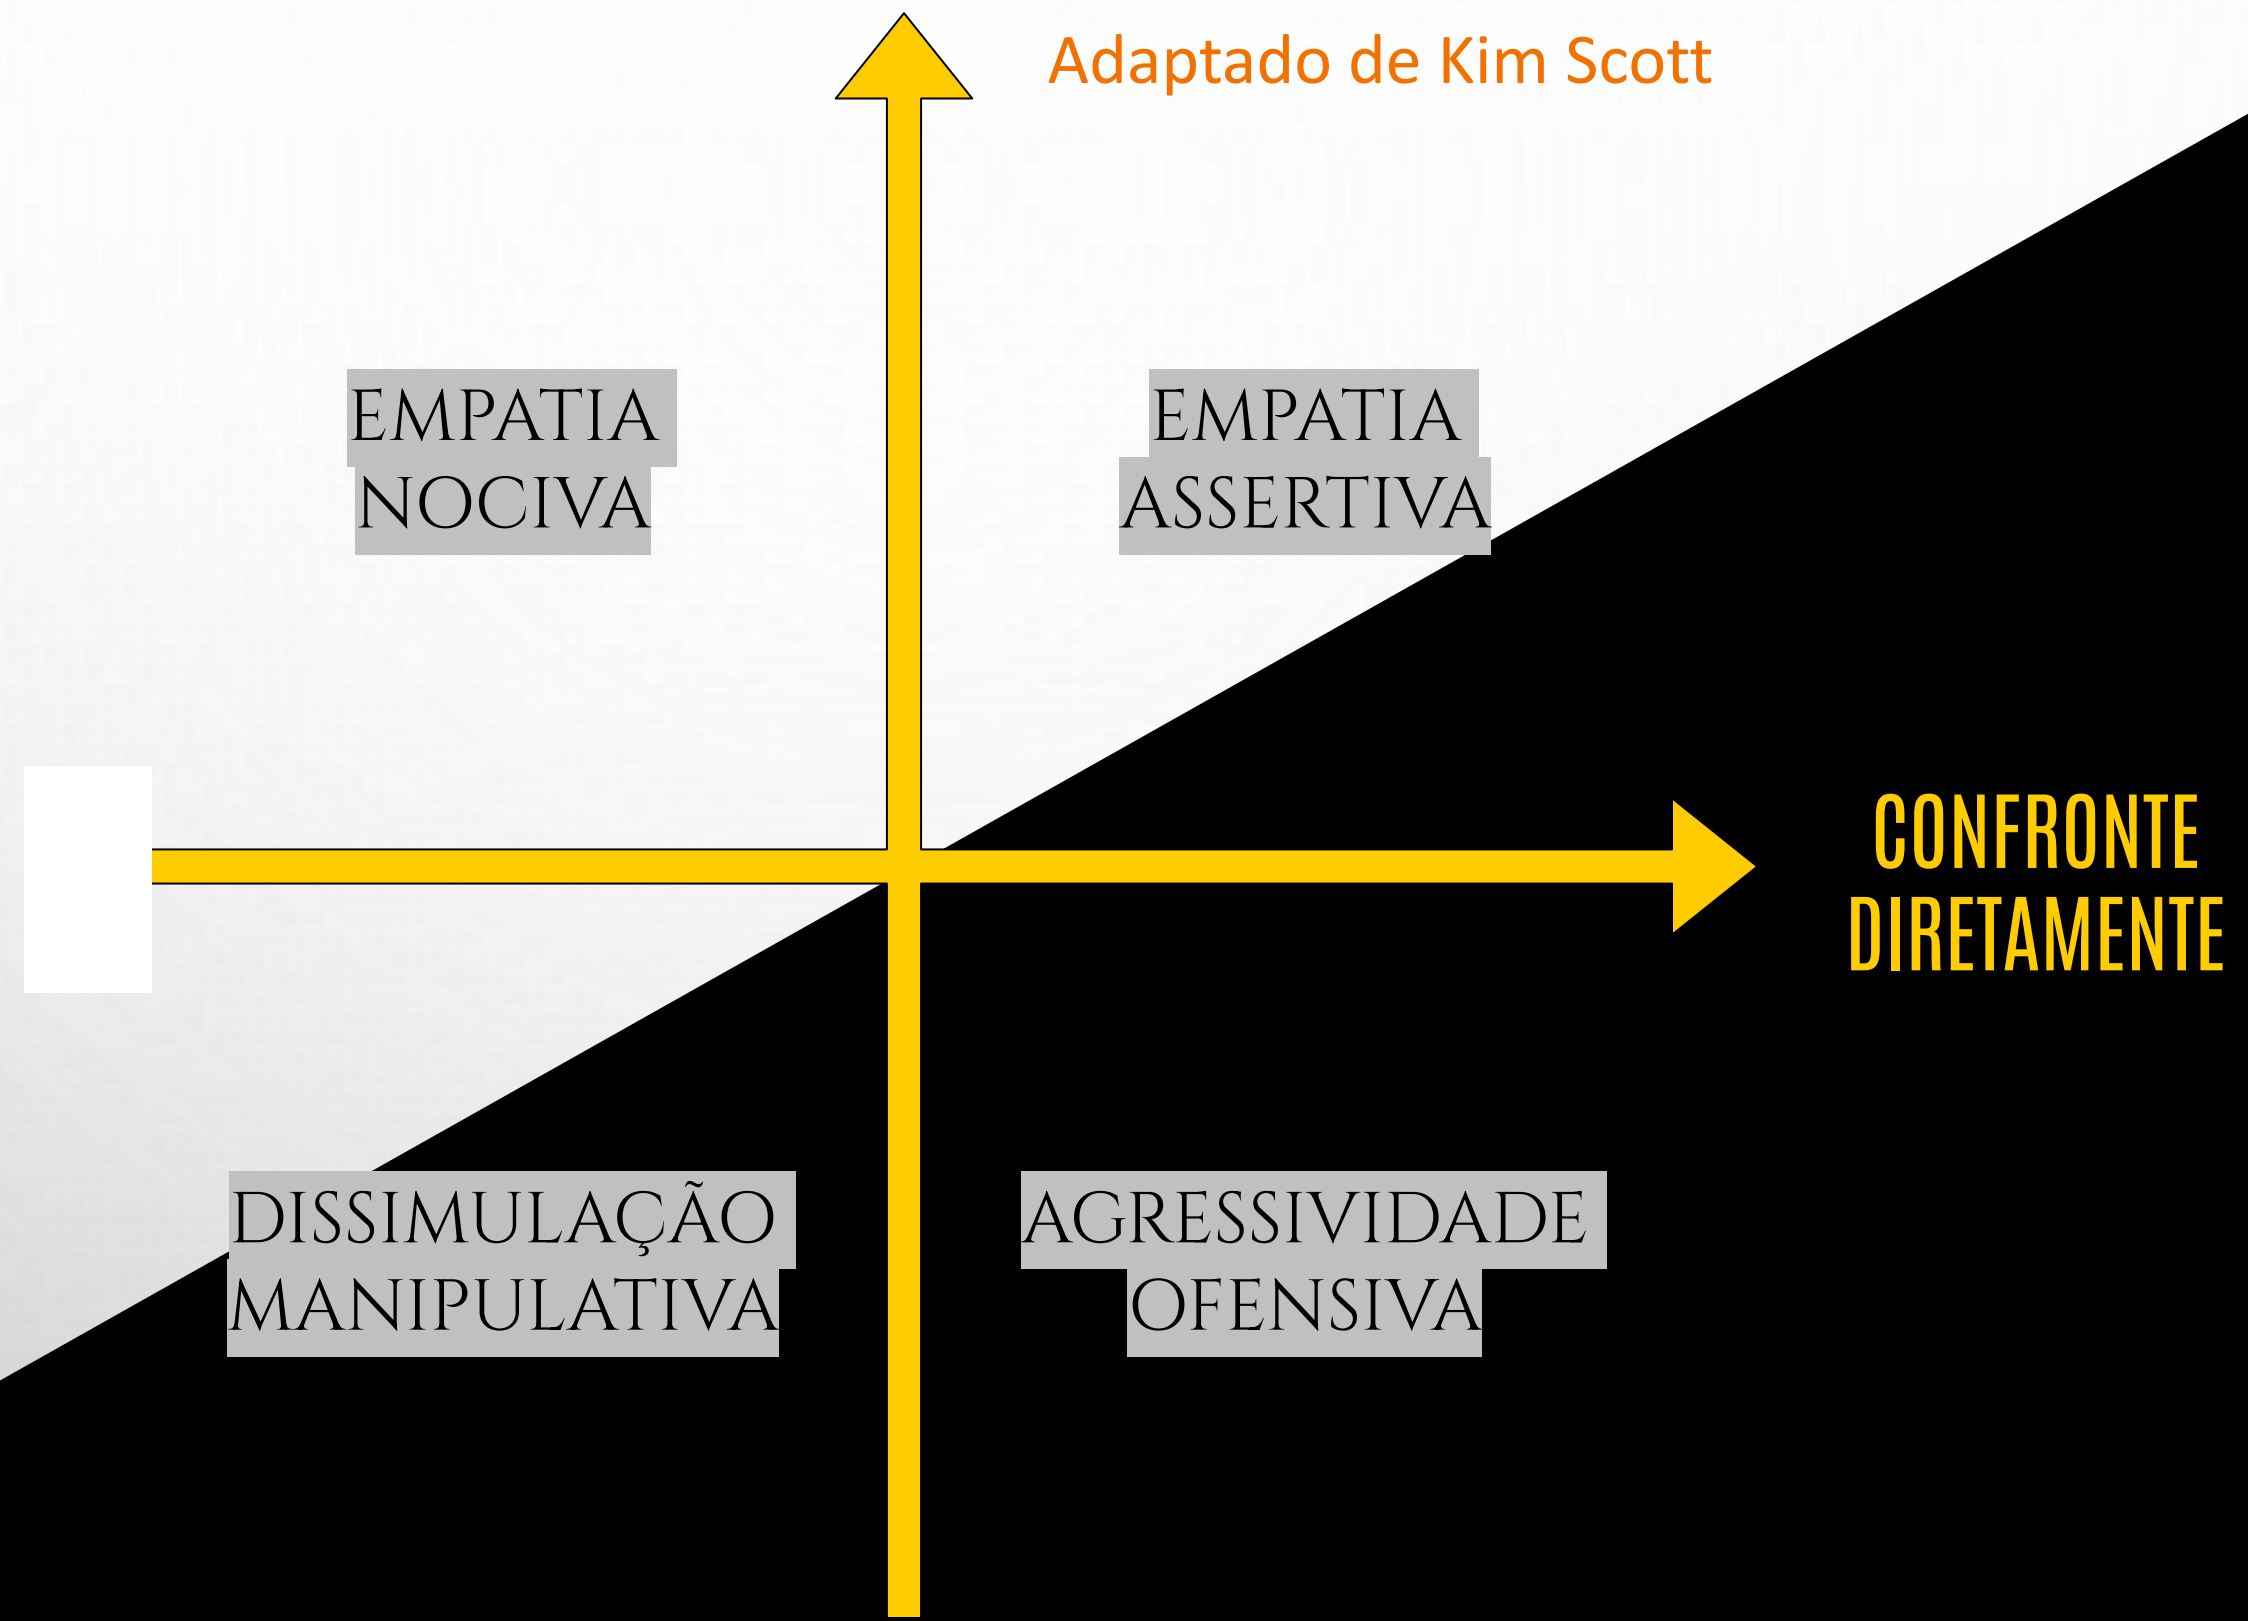 Adaptado de Kim Scott
EMPATIA
NOCIVA
EMPATIA
ASSERTIVA
CONFRONTE
DIRETAMENTE
DISSIMULAÇÃO
MANIPULATIVA
AGRESSIVIDADE
OFENSIVA